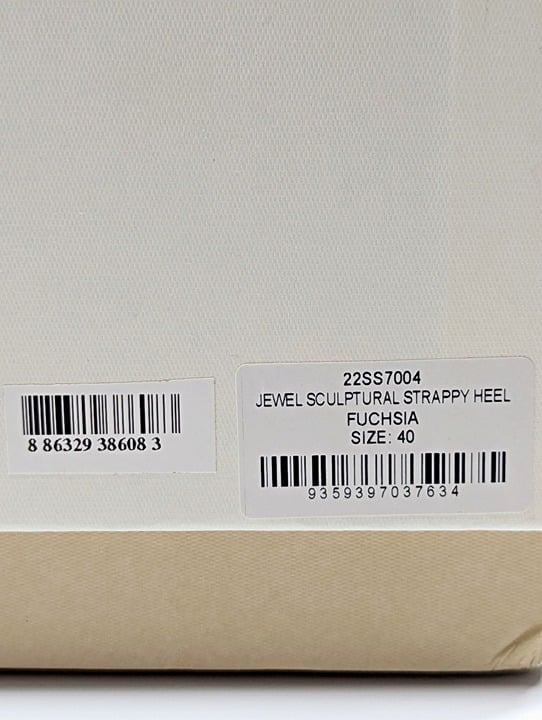 8 86329 38608 3
22SS7004
JEWEL SCULPTURAL STRAPPY HEEL
FUCHSIA
SIZE: 40
9359397037634